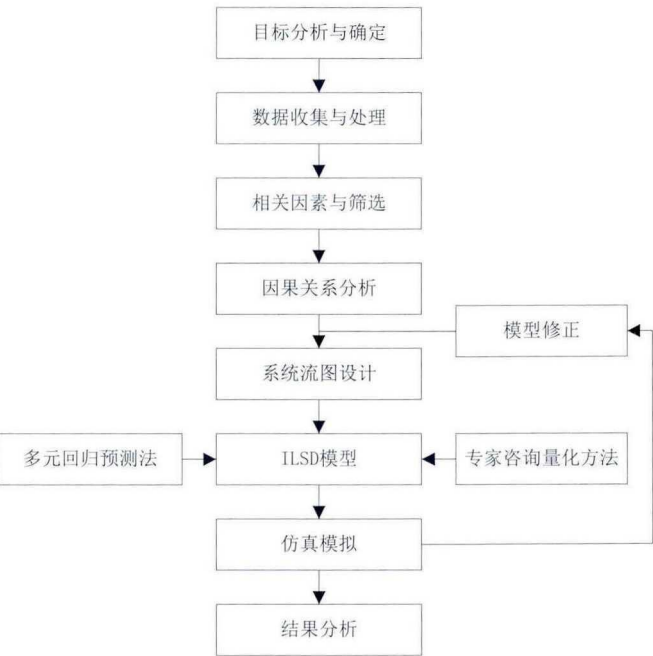 目标分析与确定
数据收集与处理
相关因素与筛选
因果关系分析
模型修正
系统流图设计
多元回归预测法
ILSD模型
专家咨询量化方法
仿真模拟
结果分析